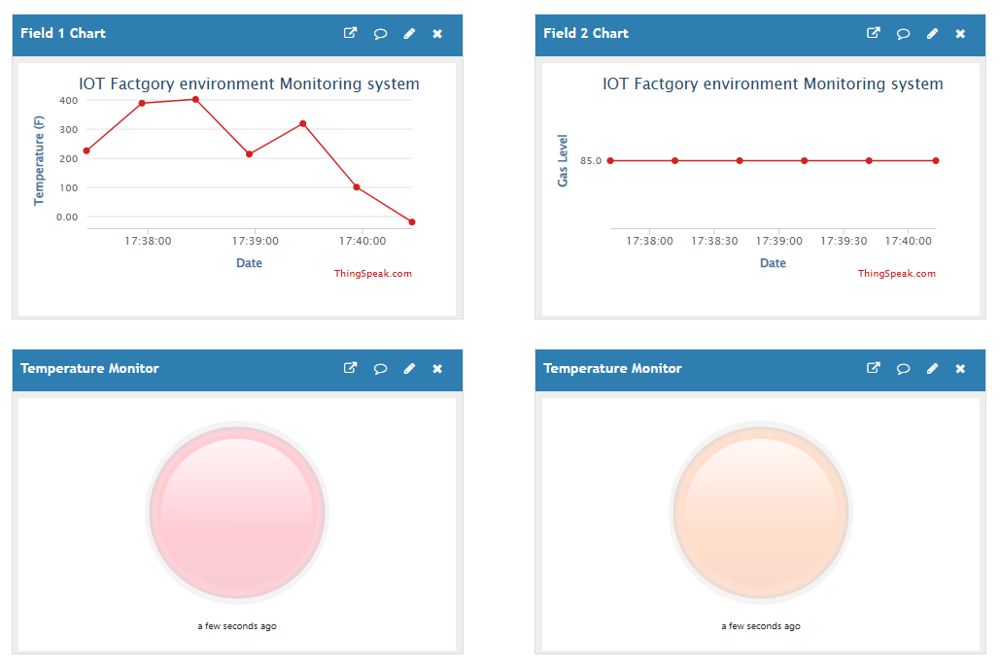 Field 1 Chart
IOT Factgory environment Monitoring system
Temperature (F)
400
300
200
100
0.00
17:38:00 17:39:00 17:40:00
Date
ThingSpeak.com
Field 2 Chart
IOT Factgory environment Monitoring system
Gas Level
85.0
17:38:00 17:38:30 17:39:00 17:39:30 17:40:00
Date
ThingSpeak.com
Temperature Monitor
a few seconds ago
Temperature Monitor
a few seconds ago